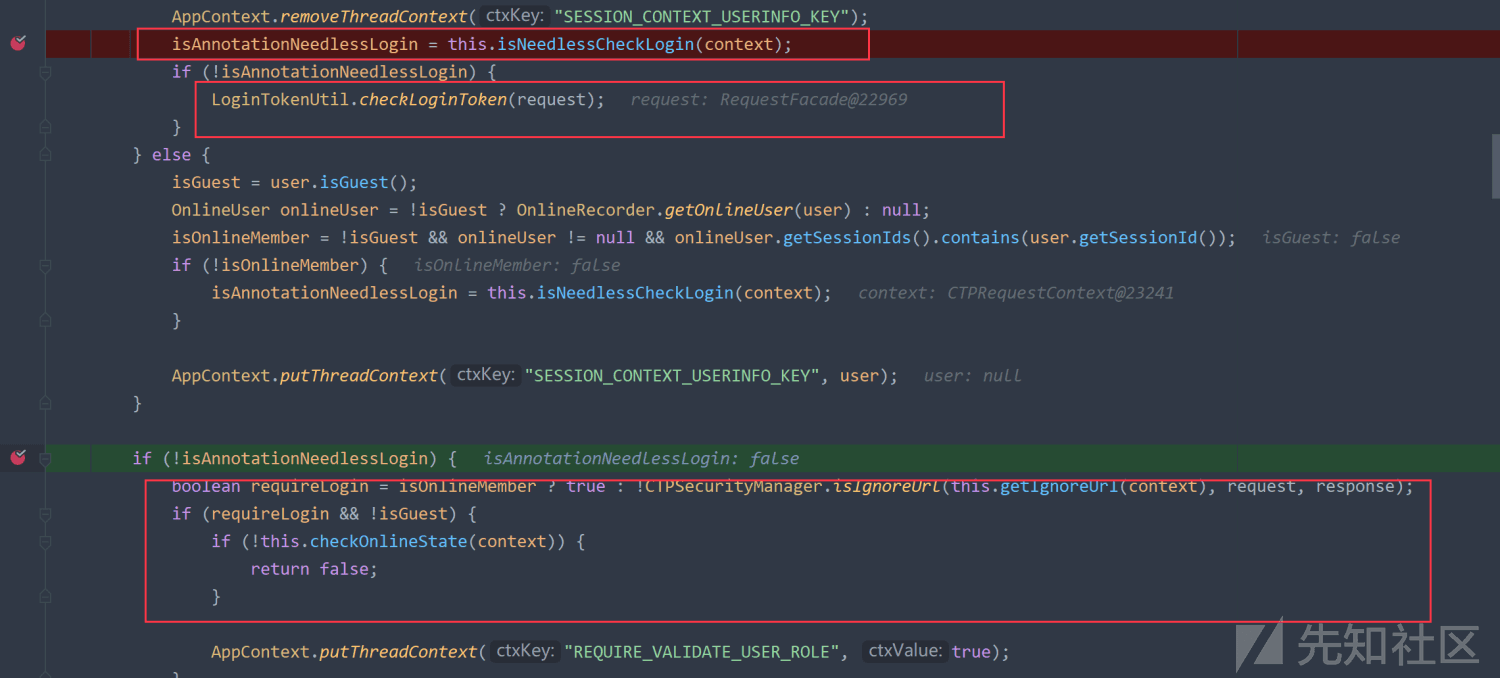 AppContext.removeThreadContext( ctxKey: "SESSION_CONTEXT_USERINFO_KEY");
isAnnotationNeedlessLogin = this.isNeedlessCheckLogin(context);
if (!isAnnotationNeedlessLogin) {
LoginTokenUtil.checkLoginToken(request); request: RequestFacade@22969
}
} else {
isGuest = user.isGuest();
OnlineUser onlineUser = !isGuest ? OnlineRecorder.getOnlineUser(user) : null;
isOnlineMember = !isGuest && onlineUser != null && onlineUser.getSessionIds().contains(user.getSessionId()); isGuest: false
if (!isOnlineMember) { isOnlineMember: false
isAnnotationNeedlessLogin = this.isNeedlessCheckLogin(context); context: CTPRequestContext@23241
}
AppContext.putThreadContext( ctxKey: "SESSION_CONTEXT_USERINFO_KEY", user); user: null
}
if (!isAnnotationNeedlessLogin) { isAnnotationNeedlessLogin: false
boolean requireLogin = isOnlineMember ? true : !CTPSecurityManager.isIgnoreUrl(this.getIgnoreUrl(context), request, response);
if (requireLogin && !isGuest) {
if (!this.checkOnlineState(context)) {
return false;
}
AppContext.putThreadContext( ctxKey: "REQUIRE_VALIDATE_USER_ROLE", ctxValue: true);
先知社区